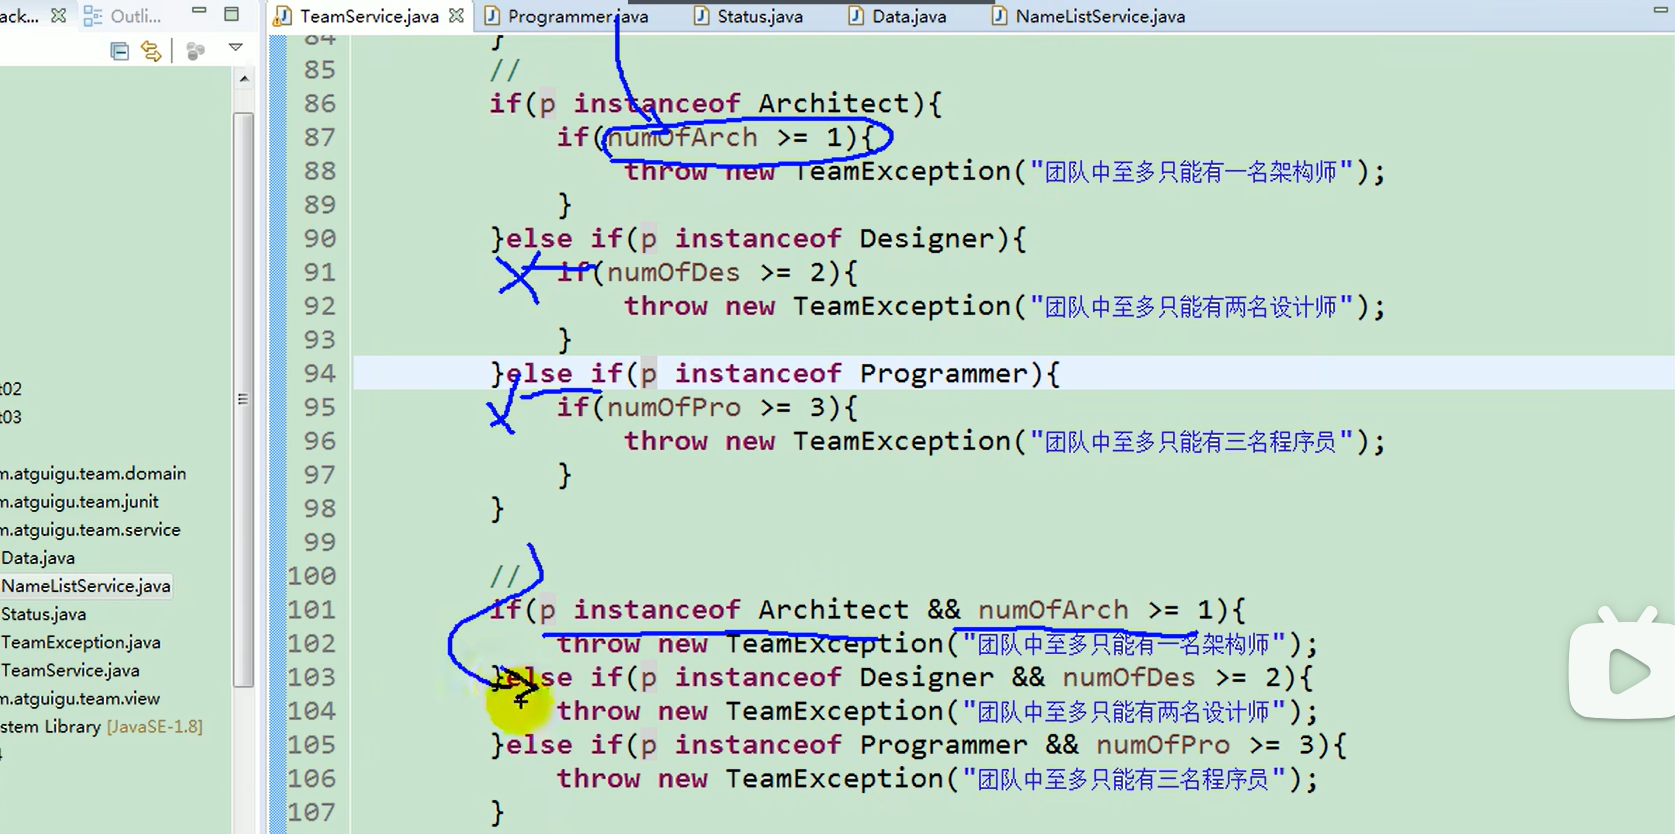 ack...
Outli...
TeamService.java
Programmer.java
Status.java
Data.java
NameListService.java
t02
t03
m.atguigu.team.domain
m.atguigu.team.junit
m.atguigu.team.service
Data.java
NameListService.java
Status.java
TeamException.java
TeamService.java
m.atguigu.team.view
stem Library [JavaSE-1.8]
84 }
85 //
86 if(p instanceof Architect){
87 if(numOfArch >= 1){
88 throw new TeamException("团队中至多只能有一名架构师");
89 }
90 }else if(p instanceof Designer){
91 if(numOfDes >= 2){
92 throw new TeamException("团队中至多只能有两名设计师");
93 }
94 }else if(p instanceof Programmer){
95 if(numOfPro >= 3){
96 throw new TeamException("团队中至多只能有三名程序员");
97 }
98 }
99
100 //
101 if(p instanceof Architect && numOfArch >= 1){
102 throw new TeamException("团队中至多只能有一名架构师");
103 }else if(p instanceof Designer && numOfDes >= 2){
104 throw new TeamException("团队中至多只能有两名设计师");
105 }else if(p instanceof Programmer && numOfPro >= 3){
106 throw new TeamException("团队中至多只能有三名程序员");
107 }